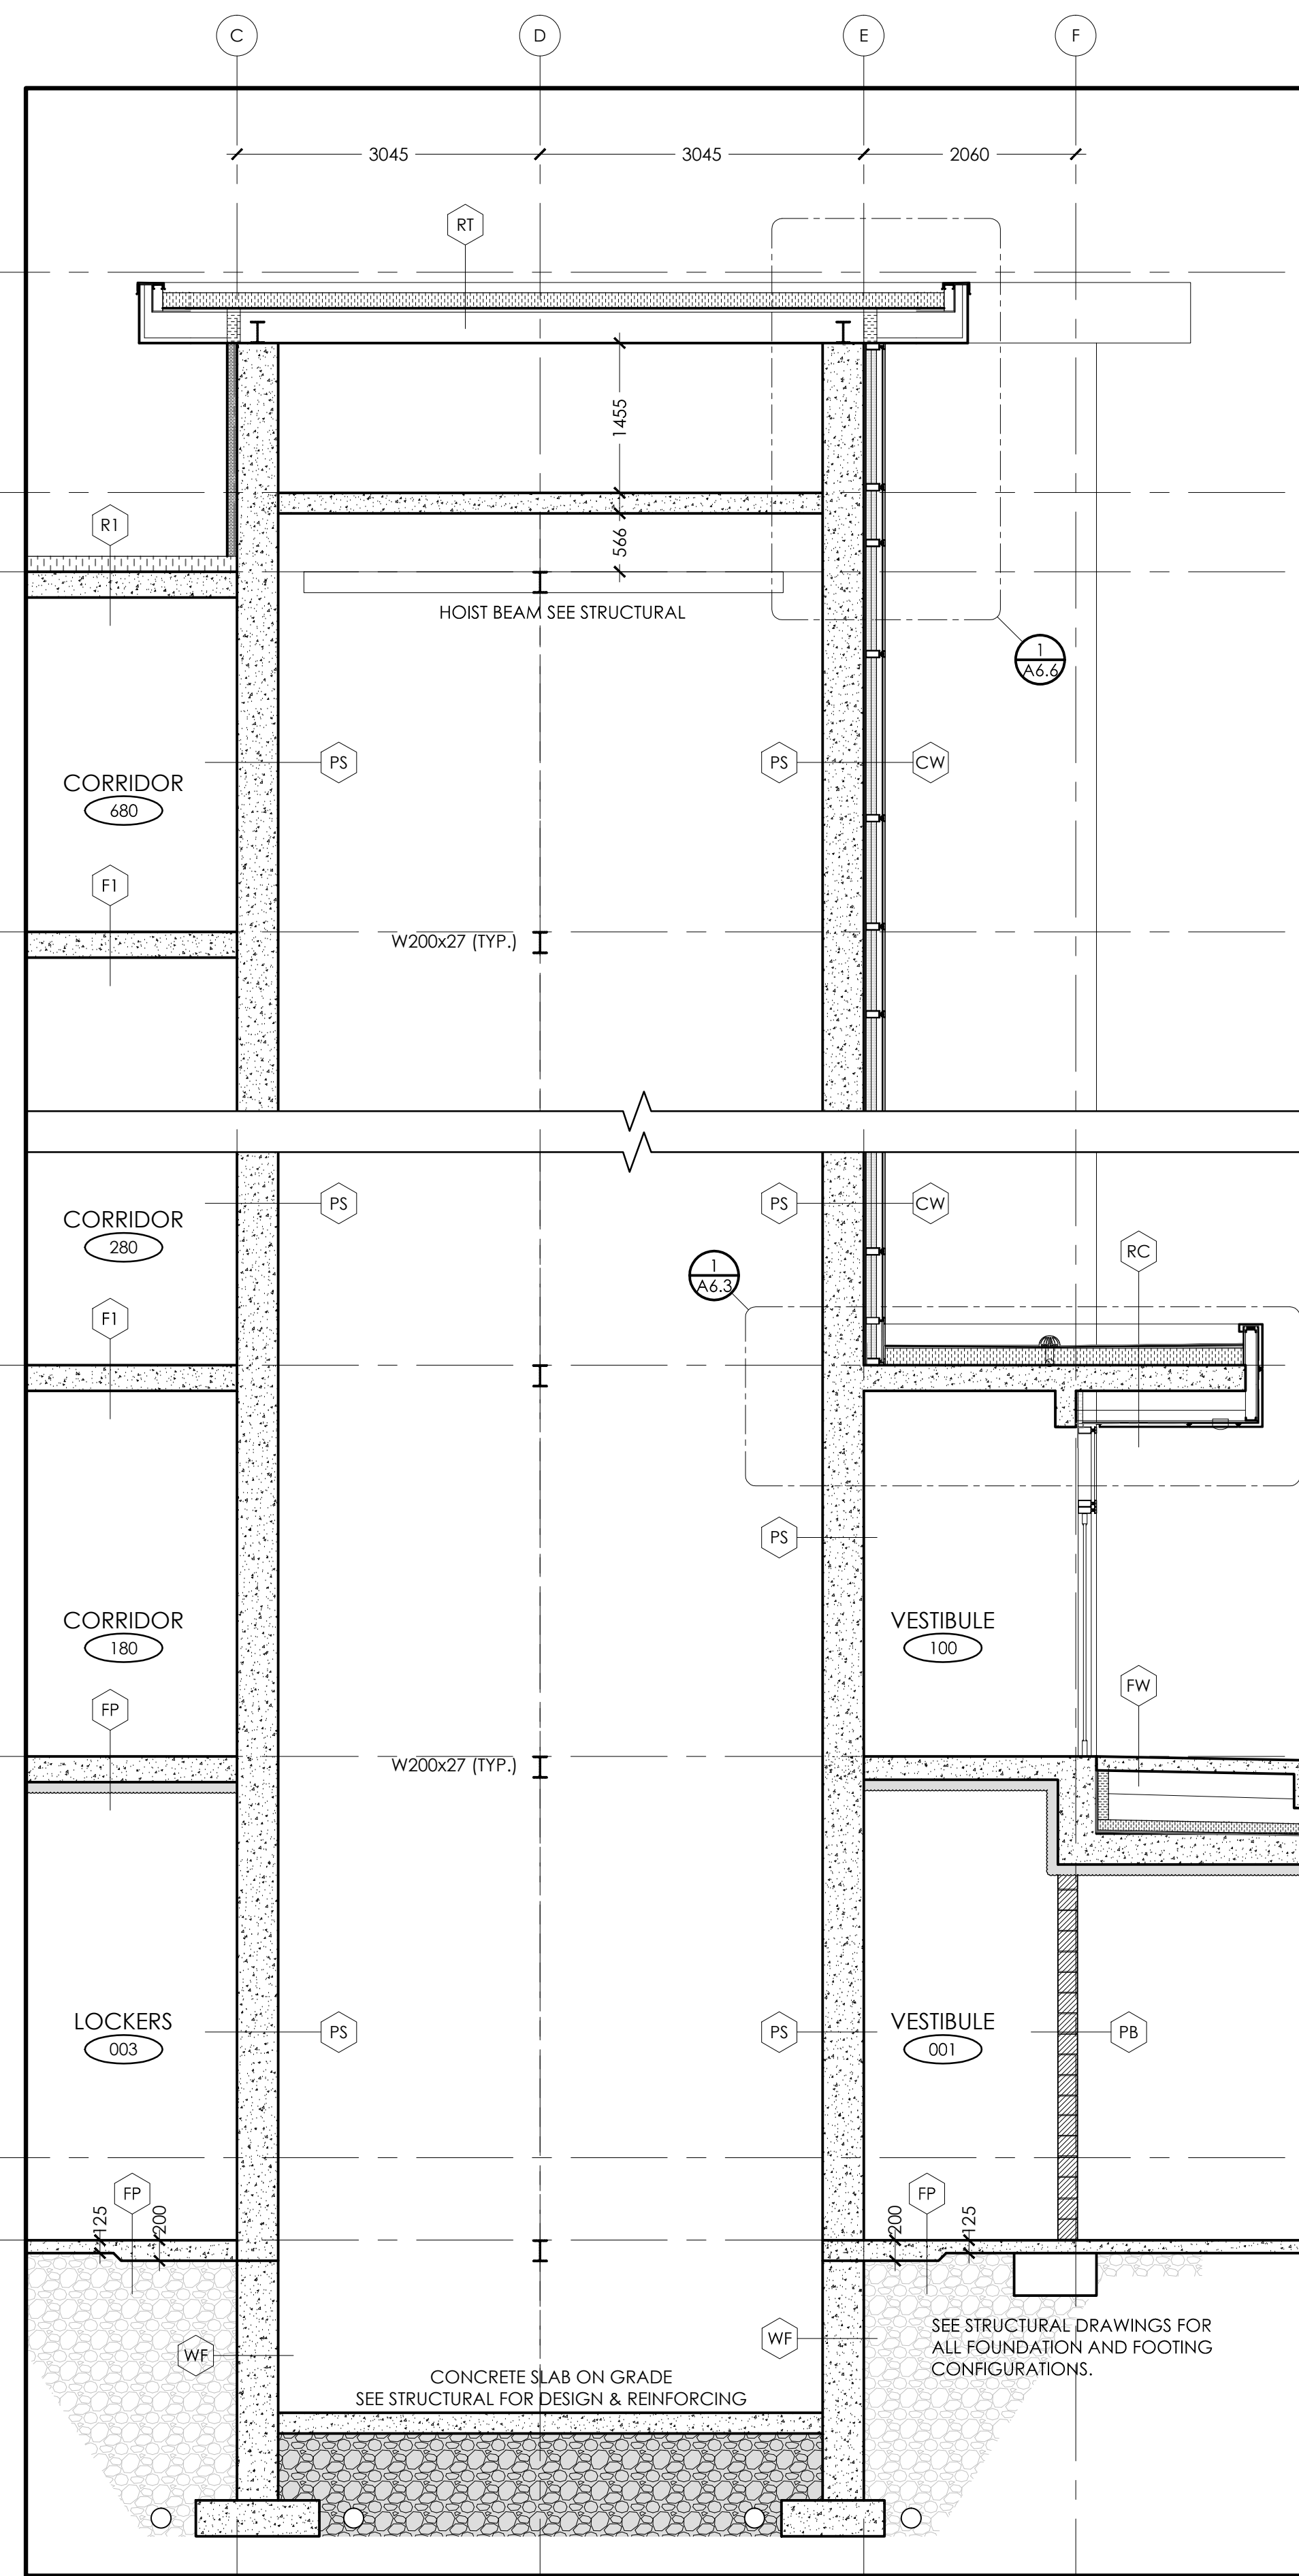 C
D
E
F
3045
3045
2060
RT
1455
R1
566
HOIST BEAM SEE STRUCTURAL
1
A6.6
PS
PS
CW
CORRIDOR
680
F1
W200x27 (TYP.)
PS
PS
CW
CORRIDOR
280
RC
1
A6.3
F1
PS
CORRIDOR
180
VESTIBULE
100
FP
FW
W200x27 (TYP.)
LOCKERS
003
PS
PS
VESTIBULE
001
PB
FP
FP
125
200
200
125
WF
WF
SEE STRUCTURAL DRAWINGS FOR
ALL FOUNDATION AND FOOTING
CONFIGURATIONS.
CONCRETE SLAB ON GRADE
SEE STRUCTURAL FOR DESIGN & REINFORCING